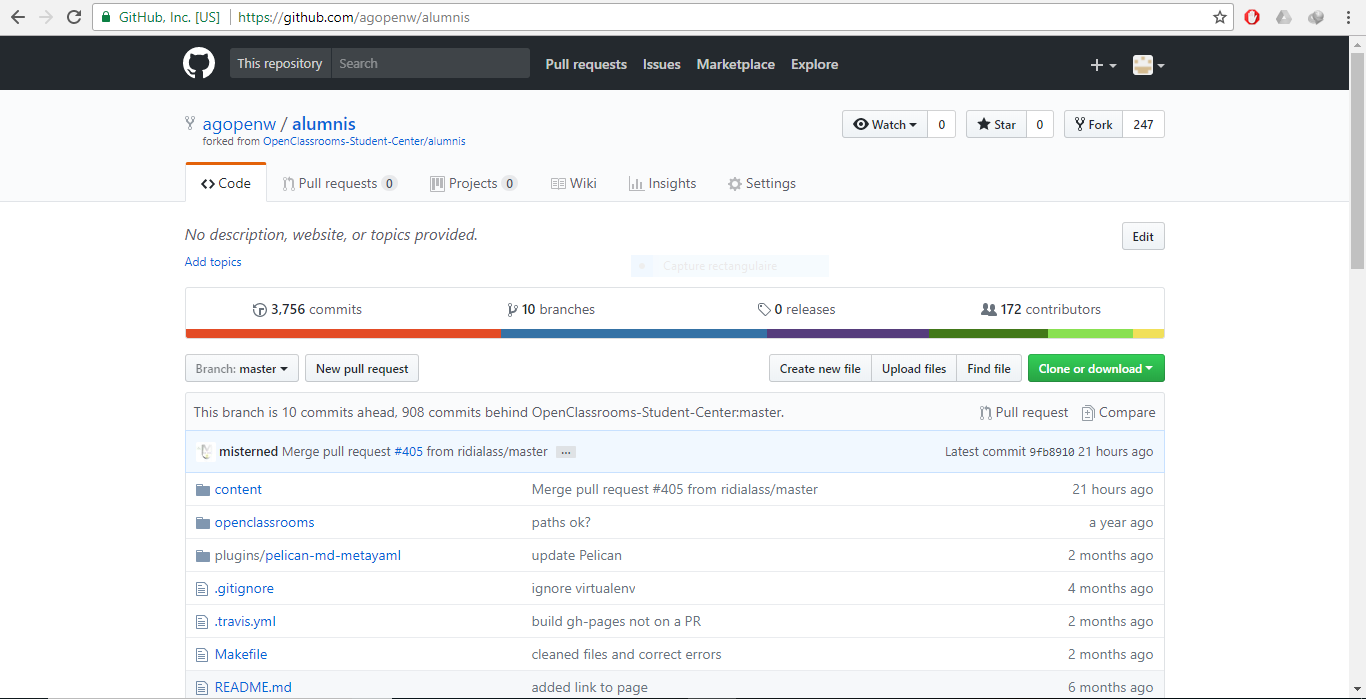 GitHub, Inc. [US] https://github.com/agopenw/alumnis
This repository Search Pull requests Issues Marketplace Explore
agopenw / alumnis Watch 0 Star 0 Fork 247
forked from OpenClassrooms-Student-Center/alumnis
Code Pull requests 0 Projects 0 Wiki Insights Settings
No description, website, or topics provided. Edit
Add topics
Capture rectangulaire
3,756 commits 10 branches 0 releases 172 contributors
Branch: master New pull request Create new file Upload files Find file Clone or download
This branch is 10 commits ahead, 908 commits behind OpenClassrooms-Student-Center:master. Pull request Compare
misterned Merge pull request #405 from ridialass/master ... Latest commit 9fb8910 21 hours ago
content Merge pull request #405 from ridialass/master 21 hours ago
openclassrooms paths ok? a year ago
plugins/pelican-md-metayaml update Pelican 2 months ago
.gitignore ignore virtualenv 4 months ago
.travis.yml build gh-pages not on a PR 2 months ago
Makefile cleaned files and correct errors 2 months ago
README.md added link to page 6 months ago